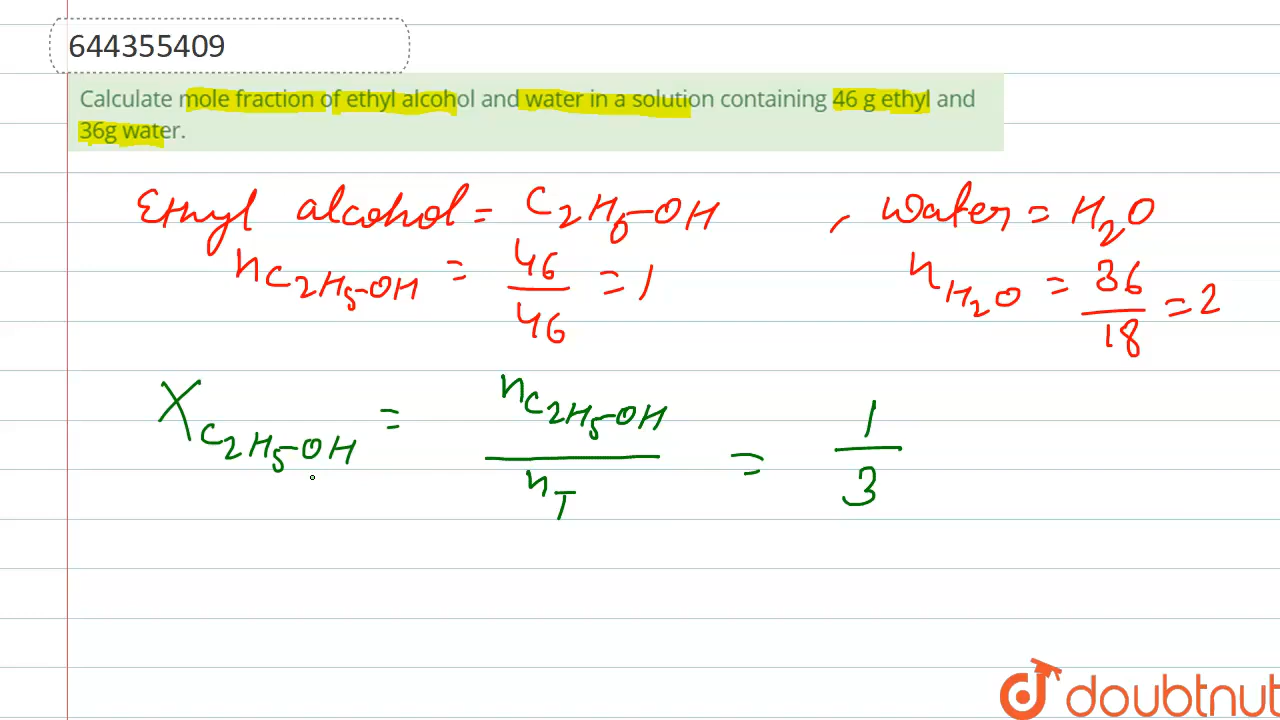 644355409
Calculate mole fraction of ethyl alcohol and water in a solution containing 46 g ethyl and
36g water.
Ethyl alcohol = C2H5-OH , water = H2O
nC2H5-OH = 46/46 = 1 nH2O = 36/18 = 2
XC2H5-OH = nC2H5-OH/nT = 1/3
doubtnut